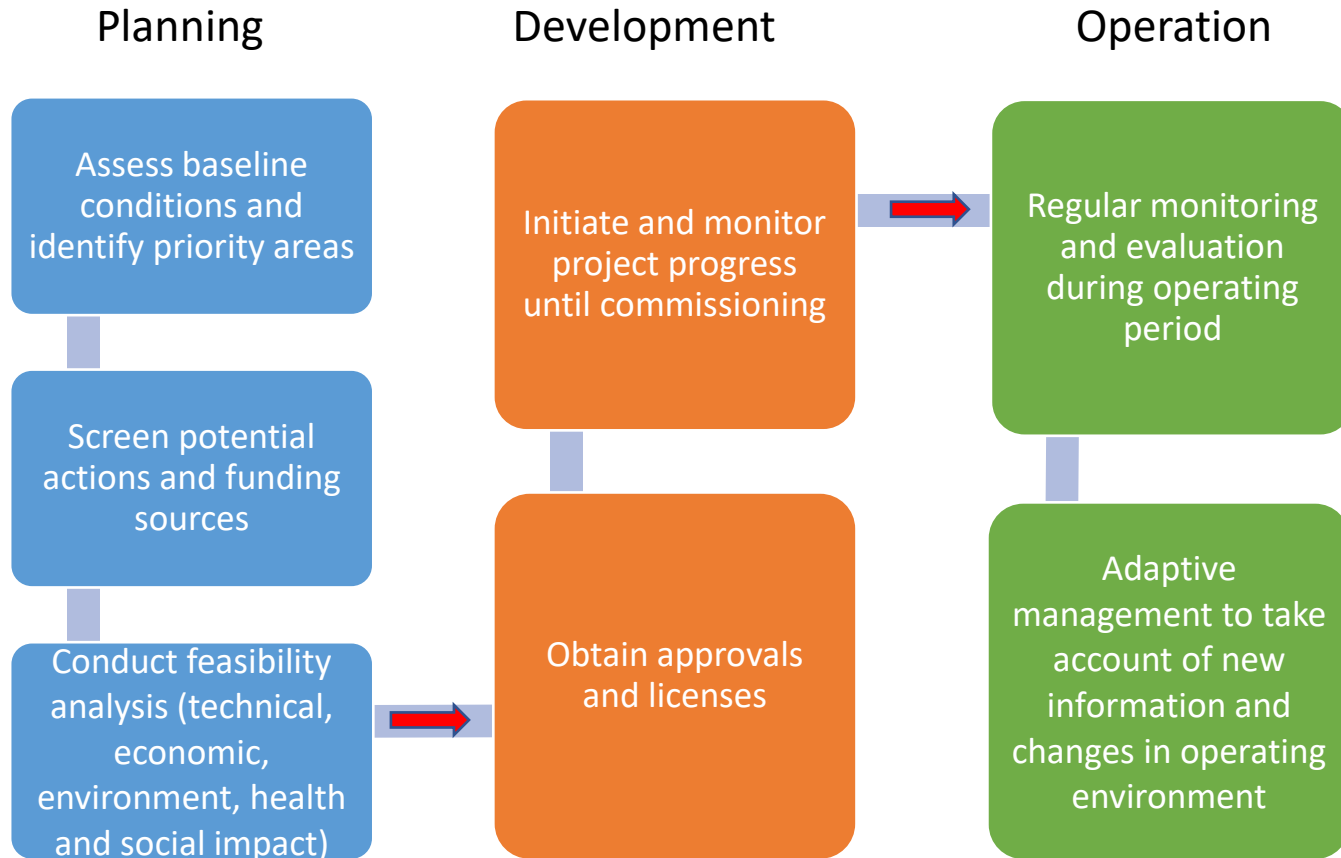 Planning
Development
Operation
Assess baseline
conditions and
identify priority areas
Screen potential
actions and funding
sources
Conduct feasibility
analysis (technical,
economic,
environment, health
and social impact)
Initiate and monitor
project progress
until commissioning
Obtain approvals
and licenses
Regular monitoring
and evaluation
during operating
period
Adaptive
management to take
account of new
information and
changes in operating
environment